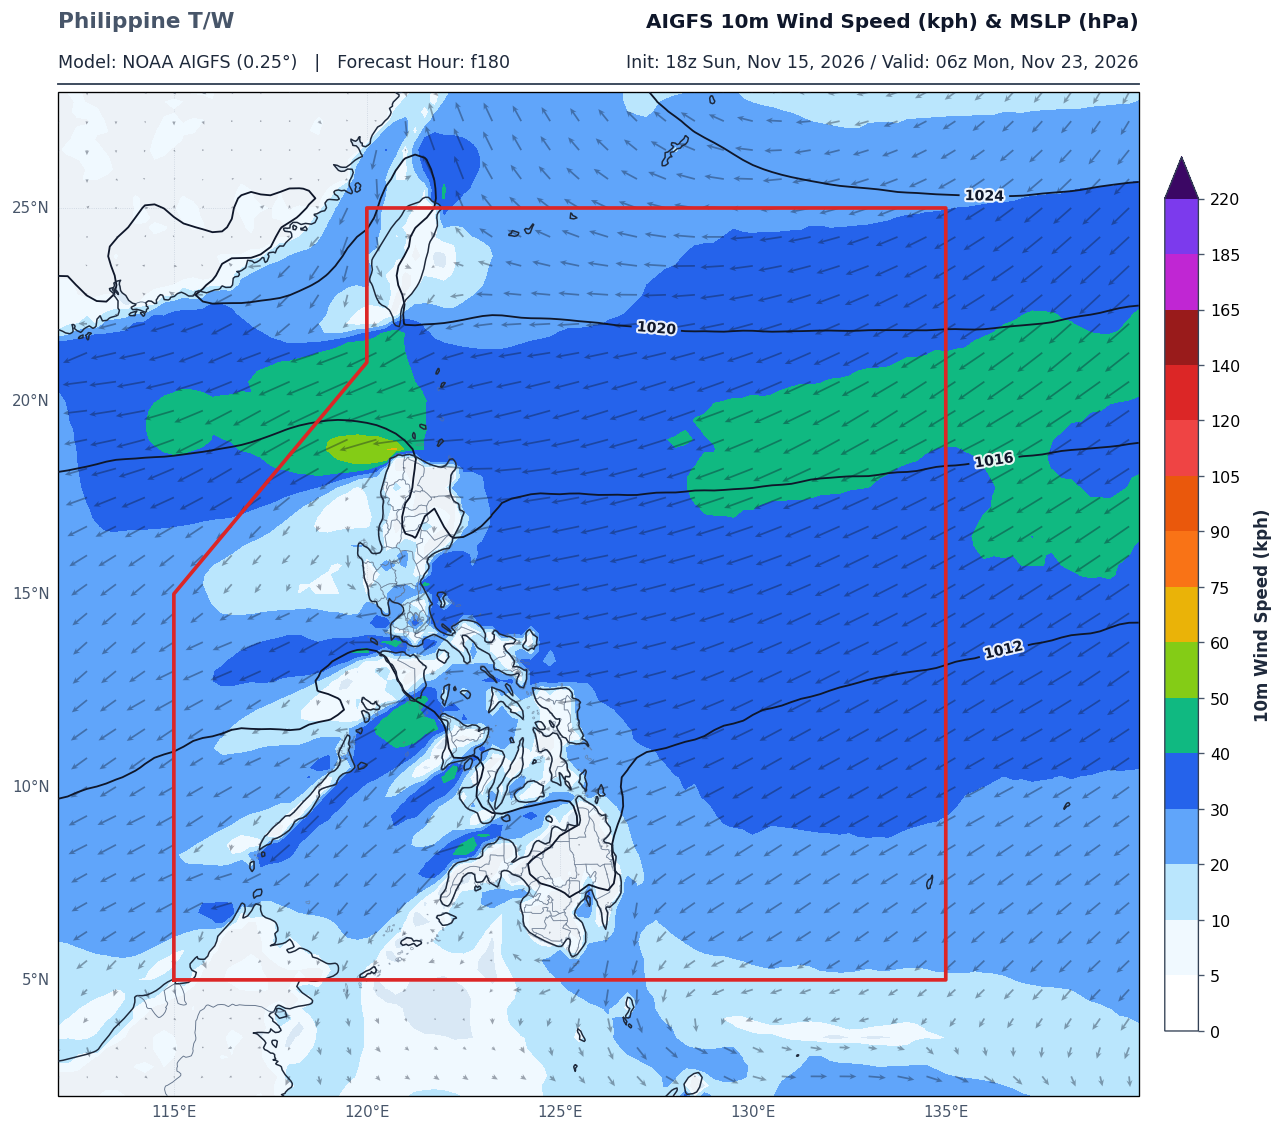 Philippine T/W
AIGFS 10m Wind Speed (kph) & MSLP (hPa)
Model: NOAA AIGFS (0.25°) | Forecast Hour: f180
Init: 18z Sun, Nov 15, 2026 / Valid: 06z Mon, Nov 23, 2026
1024
1020
1016
1012
25°N
20°N
15°N
10°N
5°N
115°E
120°E
125°E
130°E
135°E
220
185
165
140
120
105
90
75
60
50
40
30
20
10
5
0
10m Wind Speed (kph)